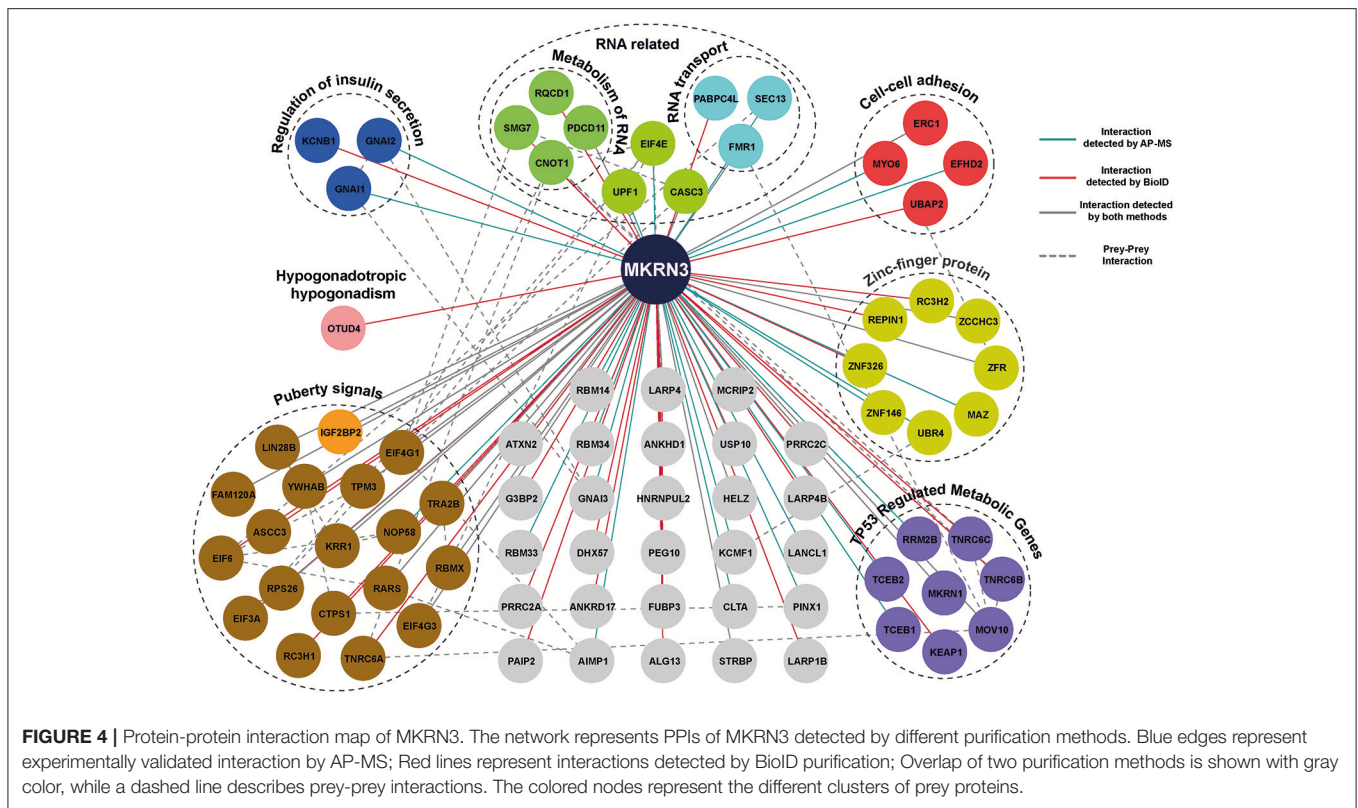 RNA related
Metabolism of RNA
RNA transport
Regulation of insulin secretion
Cell-cell adhesion
RQCD1
SMG7
PDCD11
CNOT1
EIF4E
UPF1
CASC3
PABPC4L
SEC13
FMR1
KCNB1
GNAI2
GNAI1
ERC1
MYO6
EFHD2
UBAP2
Interaction
detected by AP-MS
Interaction
detected by BioID
Interaction detected
by both methods
Prey-Prey
Interaction
MKRN3
Hypogonadotropic
hypogonadism
OTUD4
Zinc-finger protein
RC3H2
REPIN1
ZCCHC3
ZNF326
ZFR
ZNF146
MAZ
UBR4
Puberty signals
IGF2BP2
LIN28B
EIF4G1
FAM120A
YWHAB
TPM3
TRA2B
ASCC3
NOP58
EIF6
KRR1
RBMX
RPS26
RARS
EIF3A
CTPS1
EIF4G3
RC3H1
TNRC6A
RBM14
LARP4
MCRIP2
ATXN2
RBM34
ANKHD1
USP10
PRRC2C
G3BP2
GNAI3
HNRNPUL2
HELZ
LARP4B
RBM33
DHX57
PEG10
KCMF1
LANCL1
PRRC2A
ANKRD17
FUBP3
CLTA
PINX1
PAIP2
AIMP1
ALG13
STRBP
LARP1B
TP53 Regulated Metabolic Genes
RRM2B
TNRC6C
TCEB2
MKRN1
TNRC6B
TCEB1
MOV10
KEAP1
FIGURE 4 | Protein-protein interaction map of MKRN3. The network represents PPIs of MKRN3 detected by different purification methods. Blue edges represent
experimentally validated interaction by AP-MS; Red lines represent interactions detected by BioID purification; Overlap of two purification methods is shown with gray
color, while a dashed line describes prey-prey interactions. The colored nodes represent the different clusters of prey proteins.